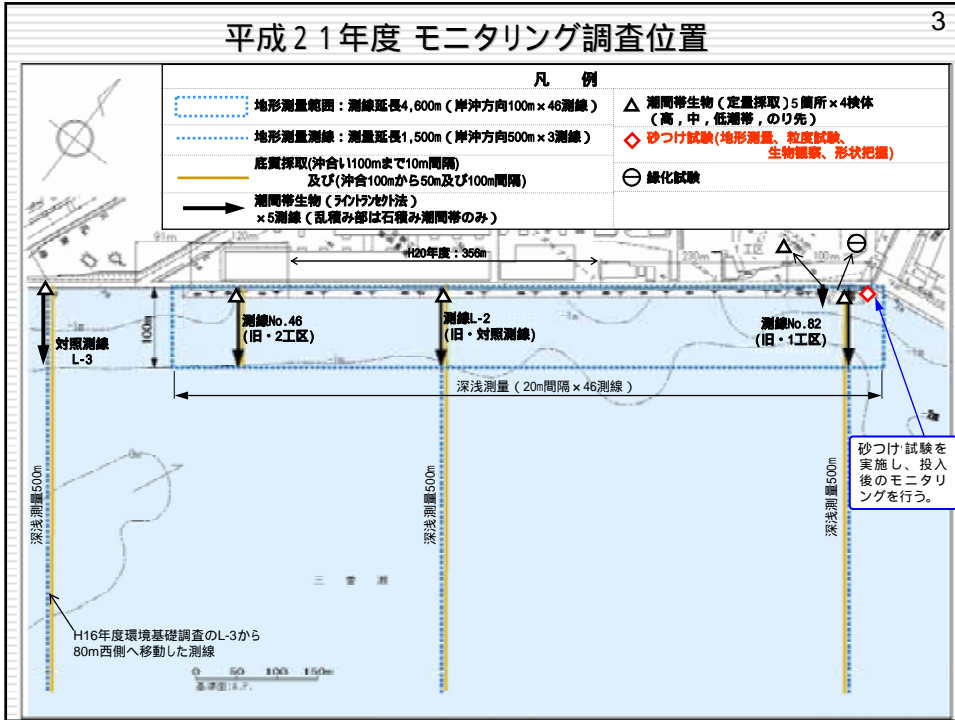 3
平成21年度 モニタリング調査位置
凡 例
地形測量範囲：測線延長4,600m（岸沖方向100m×46測線）
地形測量測線：測量延長1,500m（岸沖方向500m×3測線）
底質採取(沖合い100mまで10m間隔)
及び(沖合100mから50m及び100m間隔)
潮間帯生物（ライントランセクト法）
×5測線（乱積み部は石積み潮間帯のみ）
潮間帯生物（定量採取）5箇所×4検体
（高，中，低潮帯，のり先）
砂つけ試験(地形測量、粒度試験、
生物観察、形状把握)
緑化試験
91m
120m
H20年度：356m
230m
工区
100m
100m
対照測線
L-3
測線No.46
(旧・2工区)
測線L-2
(旧・対照測線)
測線No.82
(旧・1工区)
深浅測量（20m間隔×46測線）
深浅測量500m
深浅測量500m
深浅測量500m
砂つけ試験を
実施し、投入
後のモニタリ
ングを行う。
三 番 瀬
H16年度環境基礎調査のL-3から
80m西側へ移動した測線
0 50 100 150m
基準面:A.P.